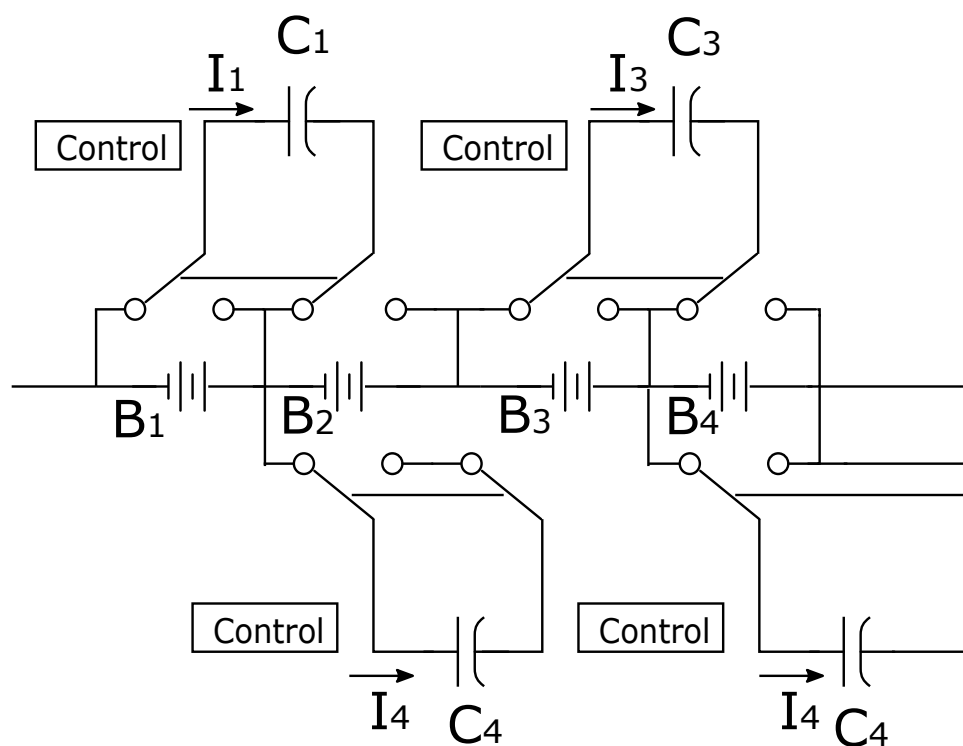 C1
C3
I1
I3
Control
Control
B1
B2
B3
B4
Control
Control
I4
C4
I4
C4